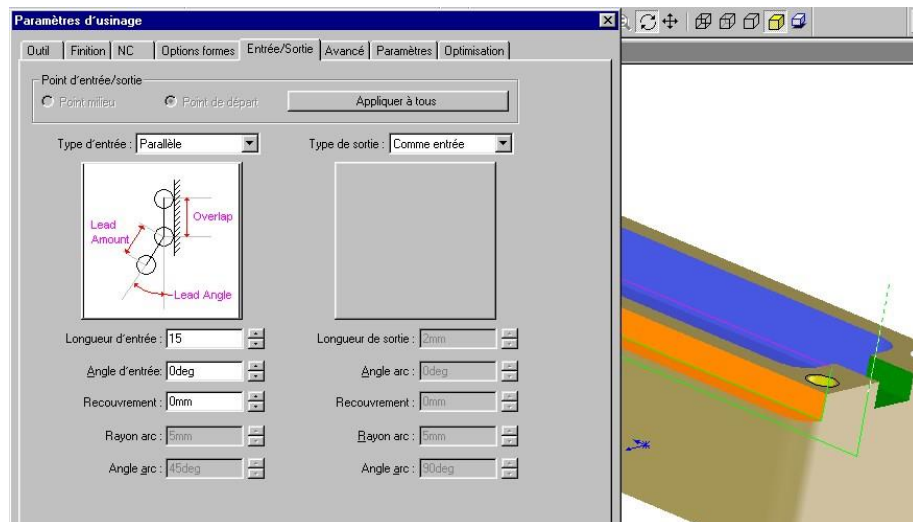 Paramètres d'usinage
Outil Finition NC Options formes Entrée/Sortie Avancé Paramètres Optimisation
Point d'entrée/sortie
Point milieu Point de départ Appliquer à tous
Type d'entrée : Parallèle Type de sortie : Comme entrée
Overlap
Lead
Amount
Lead Angle
Longueur d'entrée : 15 Longueur de sortie : 2mm
Angle d'entrée: 0deg Angle arc : 0deg
Recouvrement : 0mm Recouvrement : 0mm
Rayon arc : 5mm Rayon arc : 5mm
Angle arc : 45deg Angle arc : 90deg